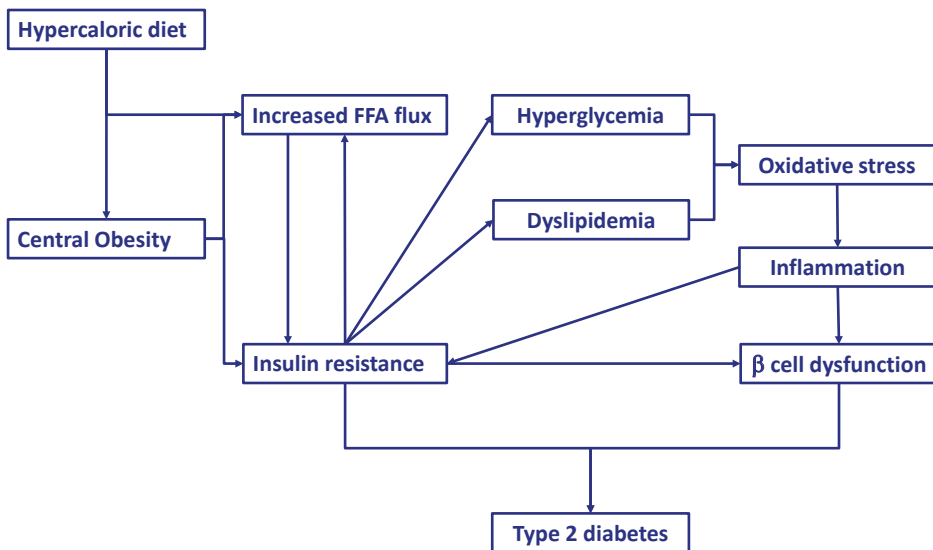 Hypercaloric diet
Increased FFA flux
Hyperglycemia
Oxidative stress
Central Obesity
Dyslipidemia
Inflammation
Insulin resistance
β cell dysfunction
Type 2 diabetes